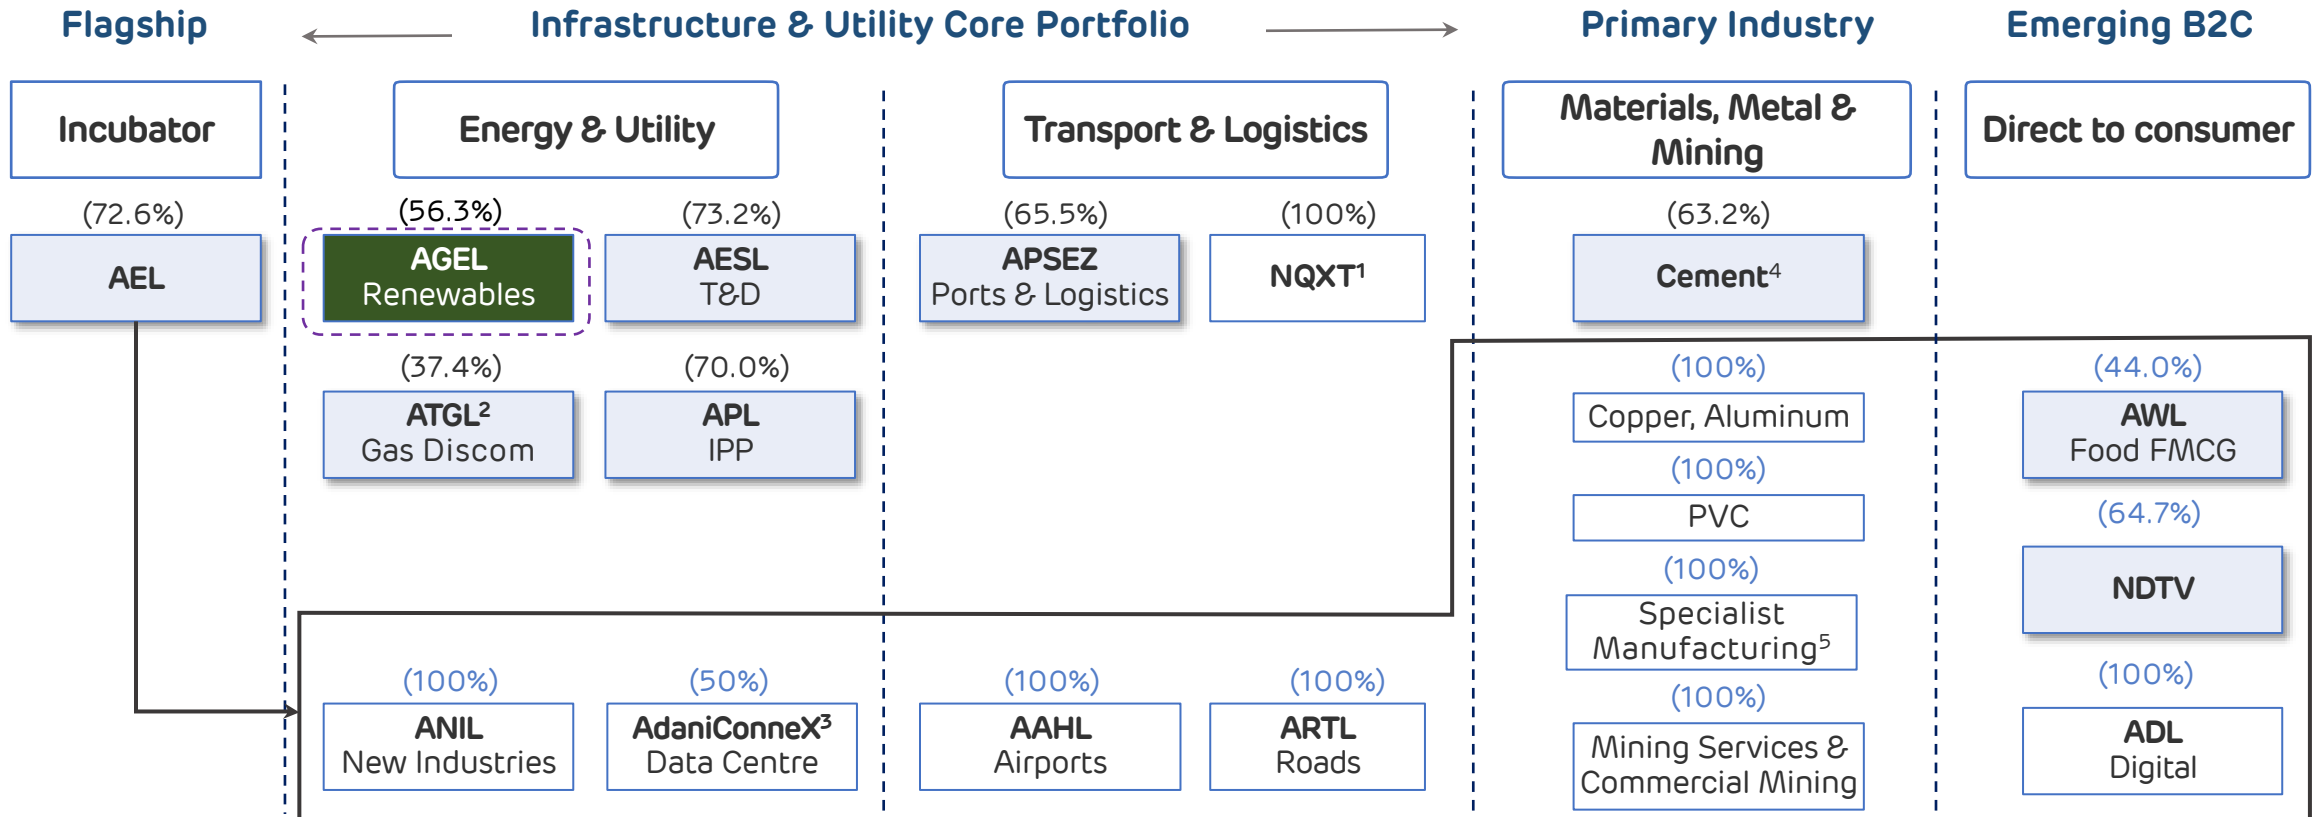 Flagship
Infrastructure & Utility Core Portfolio
Primary Industry
Emerging B2C
Incubator
Energy & Utility
Transport & Logistics
Materials, Metal &
Mining
Direct to consumer
(72.6%)
AEL
(56.3%)
AGEL
Renewables
(73.2%)
AESL
T&D
(65.5%)
APSEZ
Ports & Logistics
(100%)
NQXT¹
(63.2%)
Cement⁴
(37.4%)
ATGL²
Gas Discom
(70.0%)
APL
IPP
(100%)
Copper, Aluminum
(100%)
PVC
(100%)
Specialist
Manufacturing⁵
(100%)
Mining Services &
Commercial Mining
(44.0%)
AWL
Food FMCG
(64.7%)
NDTV
(100%)
ADL
Digital
(100%)
ANIL
New Industries
(50%)
AdaniConneX³
Data Centre
(100%)
AAHL
Airports
(100%)
ARTL
Roads